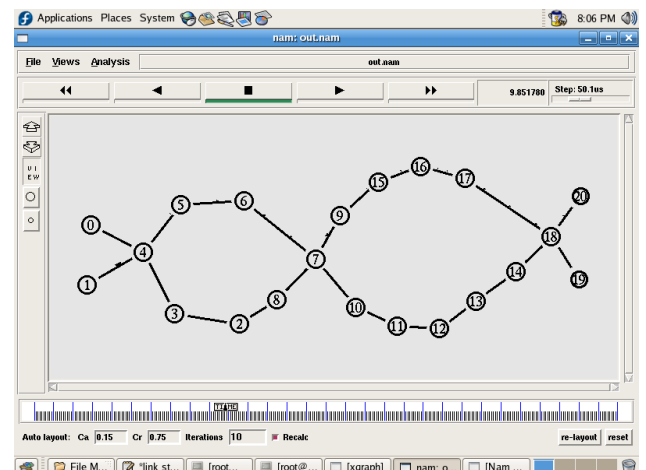 Applications Places System 8:06 PM
nam: out.nam
File Views Analysis out.nam
9.851780 Step: 50.1us
VIEW
0
1
4
5
6
3
2
8
7
9
15
16
17
10
11
12
13
14
18
20
19
TIME
Auto layout: Ca 0.15 Cr 0.75 Iterations 10 Recalc re-layout reset
File M... *link_st... [root... [root@... [xgraph] nam: o... [Nam ...